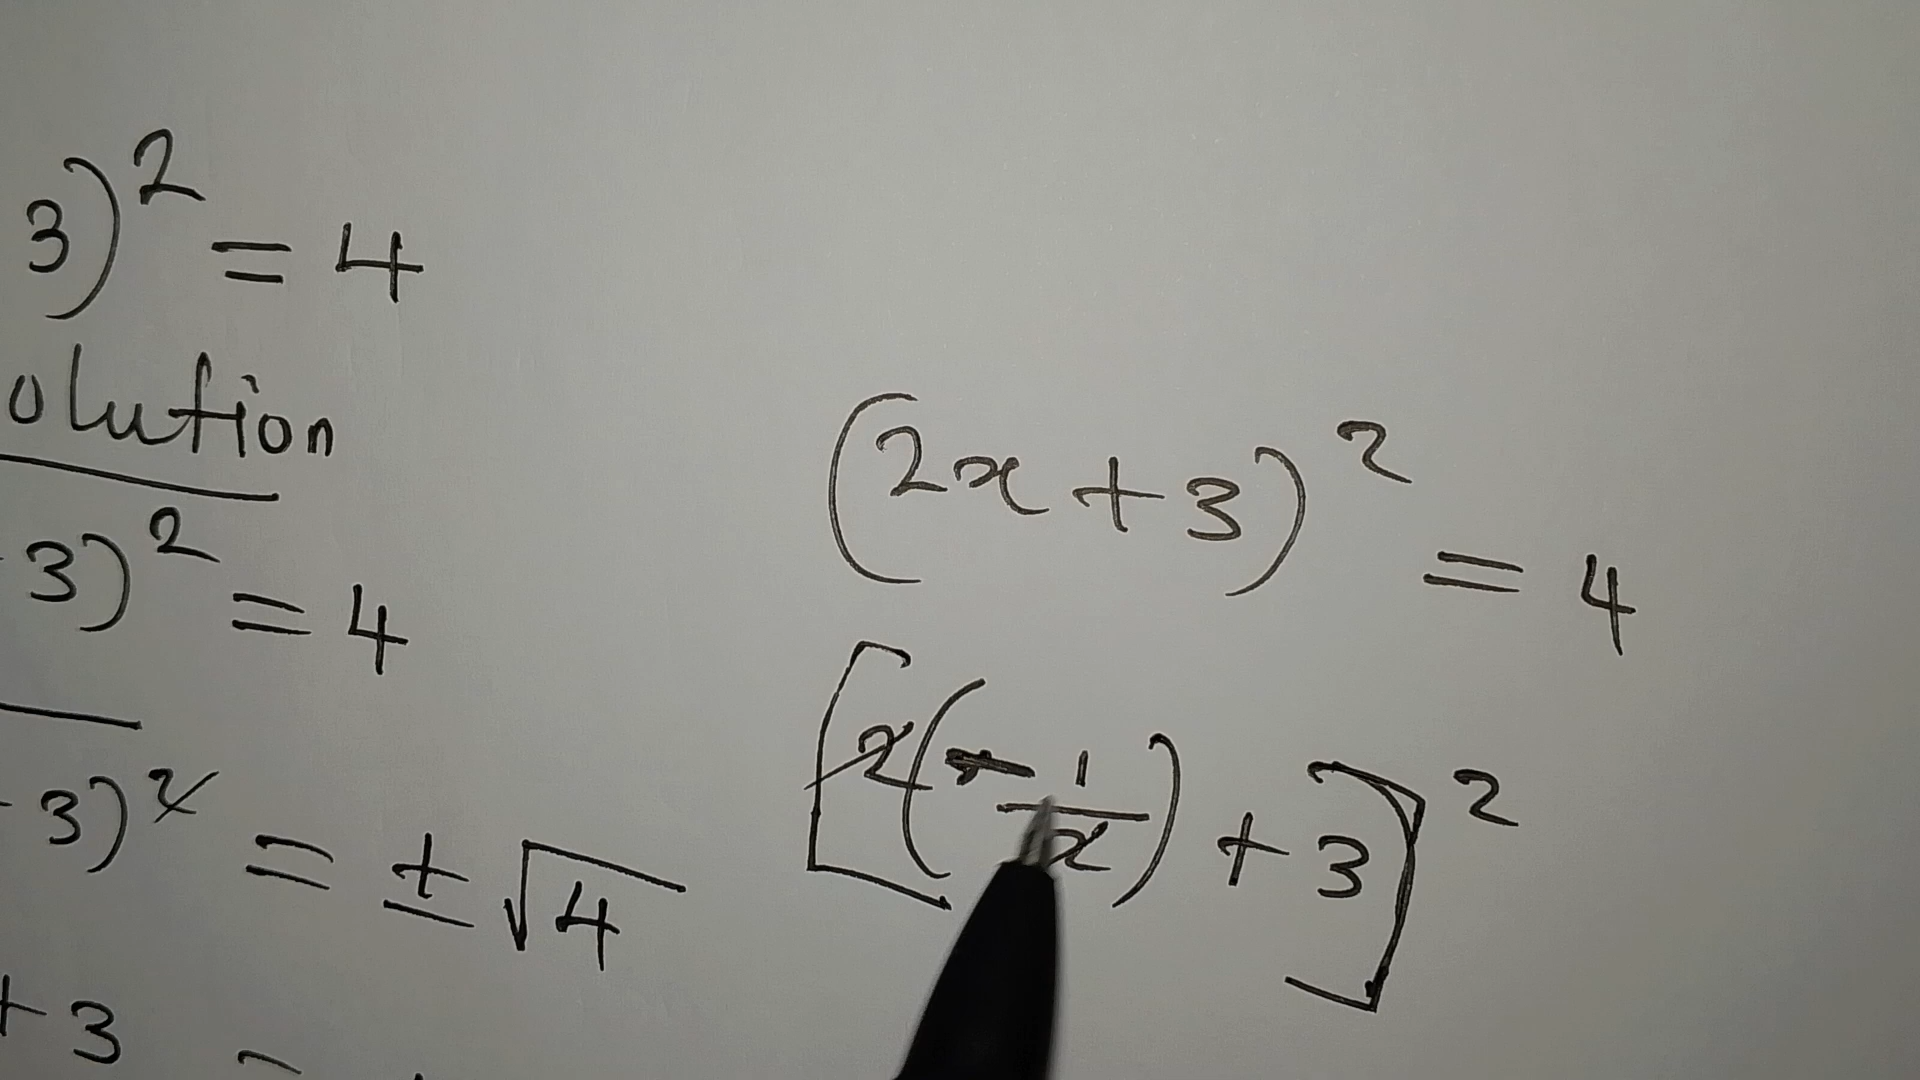 3)² = 4
olution
3)² = 4
- 3)² = ± √4
+ 3
(2x + 3)² = 4
[2(- 1/2) + 3]²